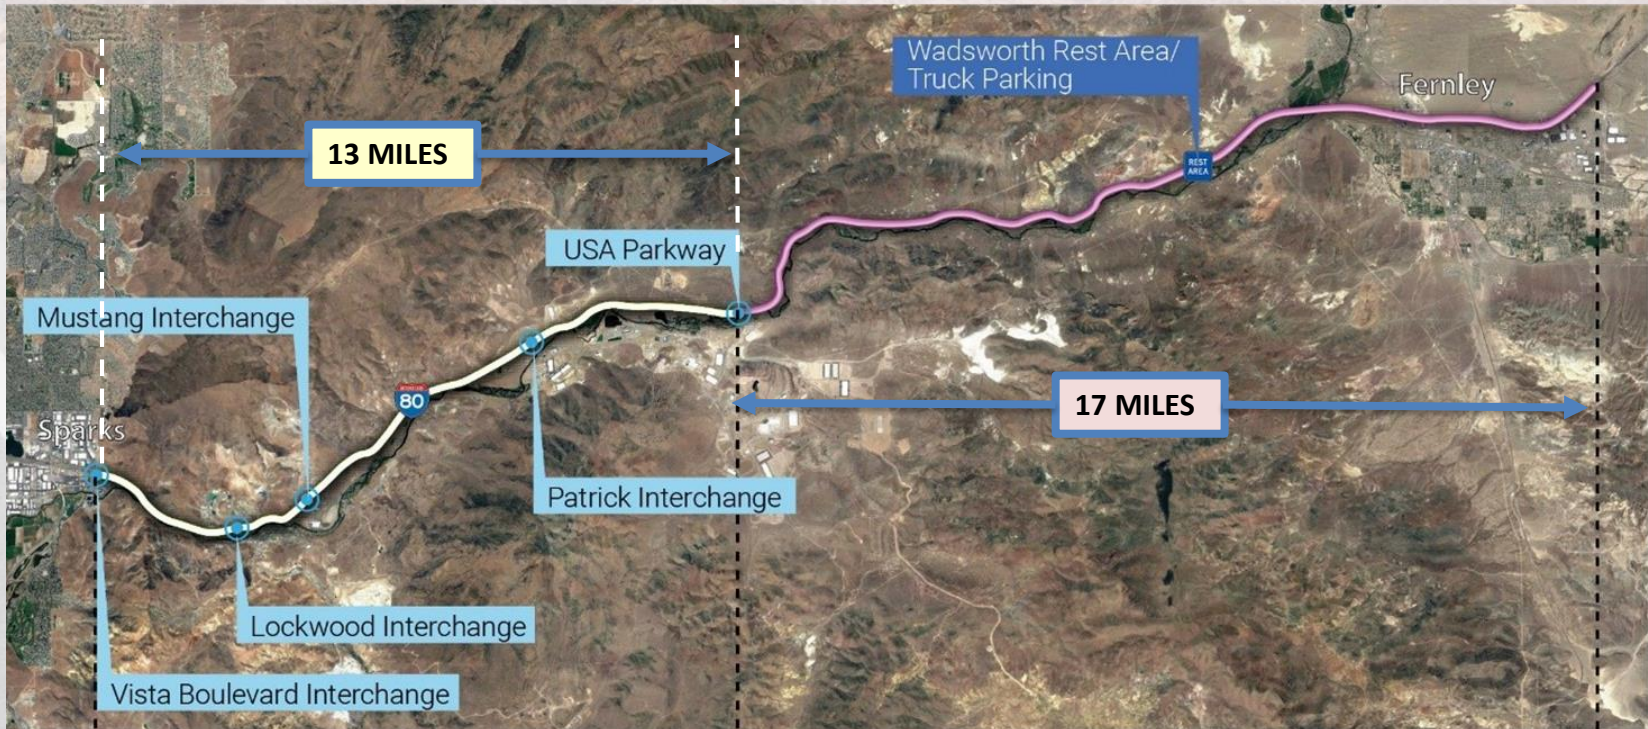 Wadsworth Rest Area/
Truck Parking
Fernley
13 MILES
REST
AREA
USA Parkway
Mustang Interchange
80
17 MILES
Sparks
Patrick Interchange
Lockwood Interchange
Vista Boulevard Interchange